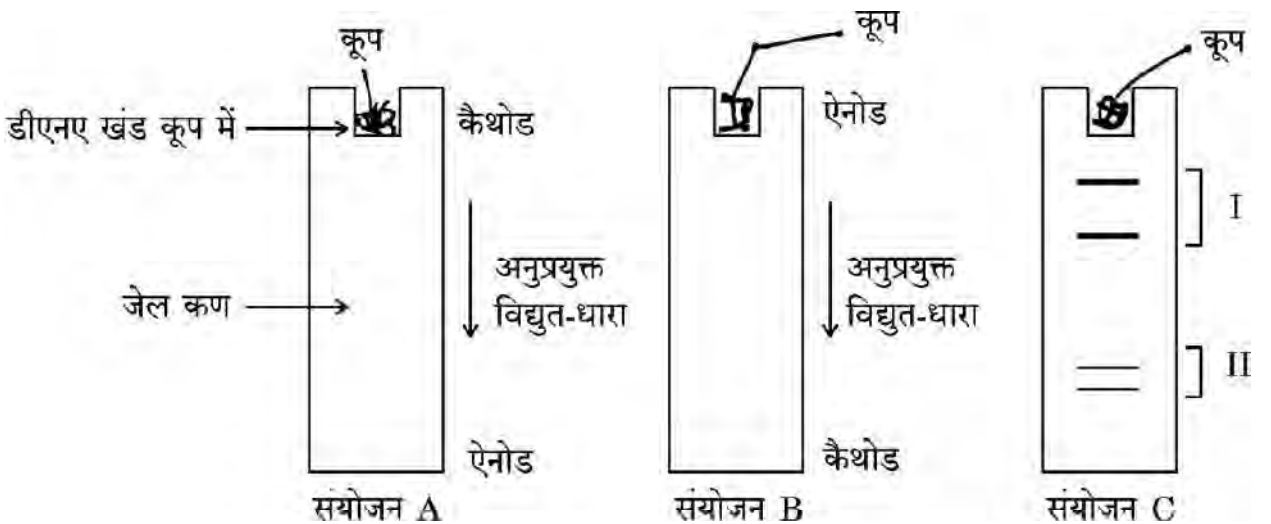 कूप
कूप
कूप
डीएनए खंड कूप में
कैथोड
ऐनोड
I
अनुप्रयुक्त
विद्युत-धारा
अनुप्रयुक्त
विद्युत-धारा
जेल कण
II
ऐनोड
कैथोड
संयोजन A
संयोजन B
संयोजन C